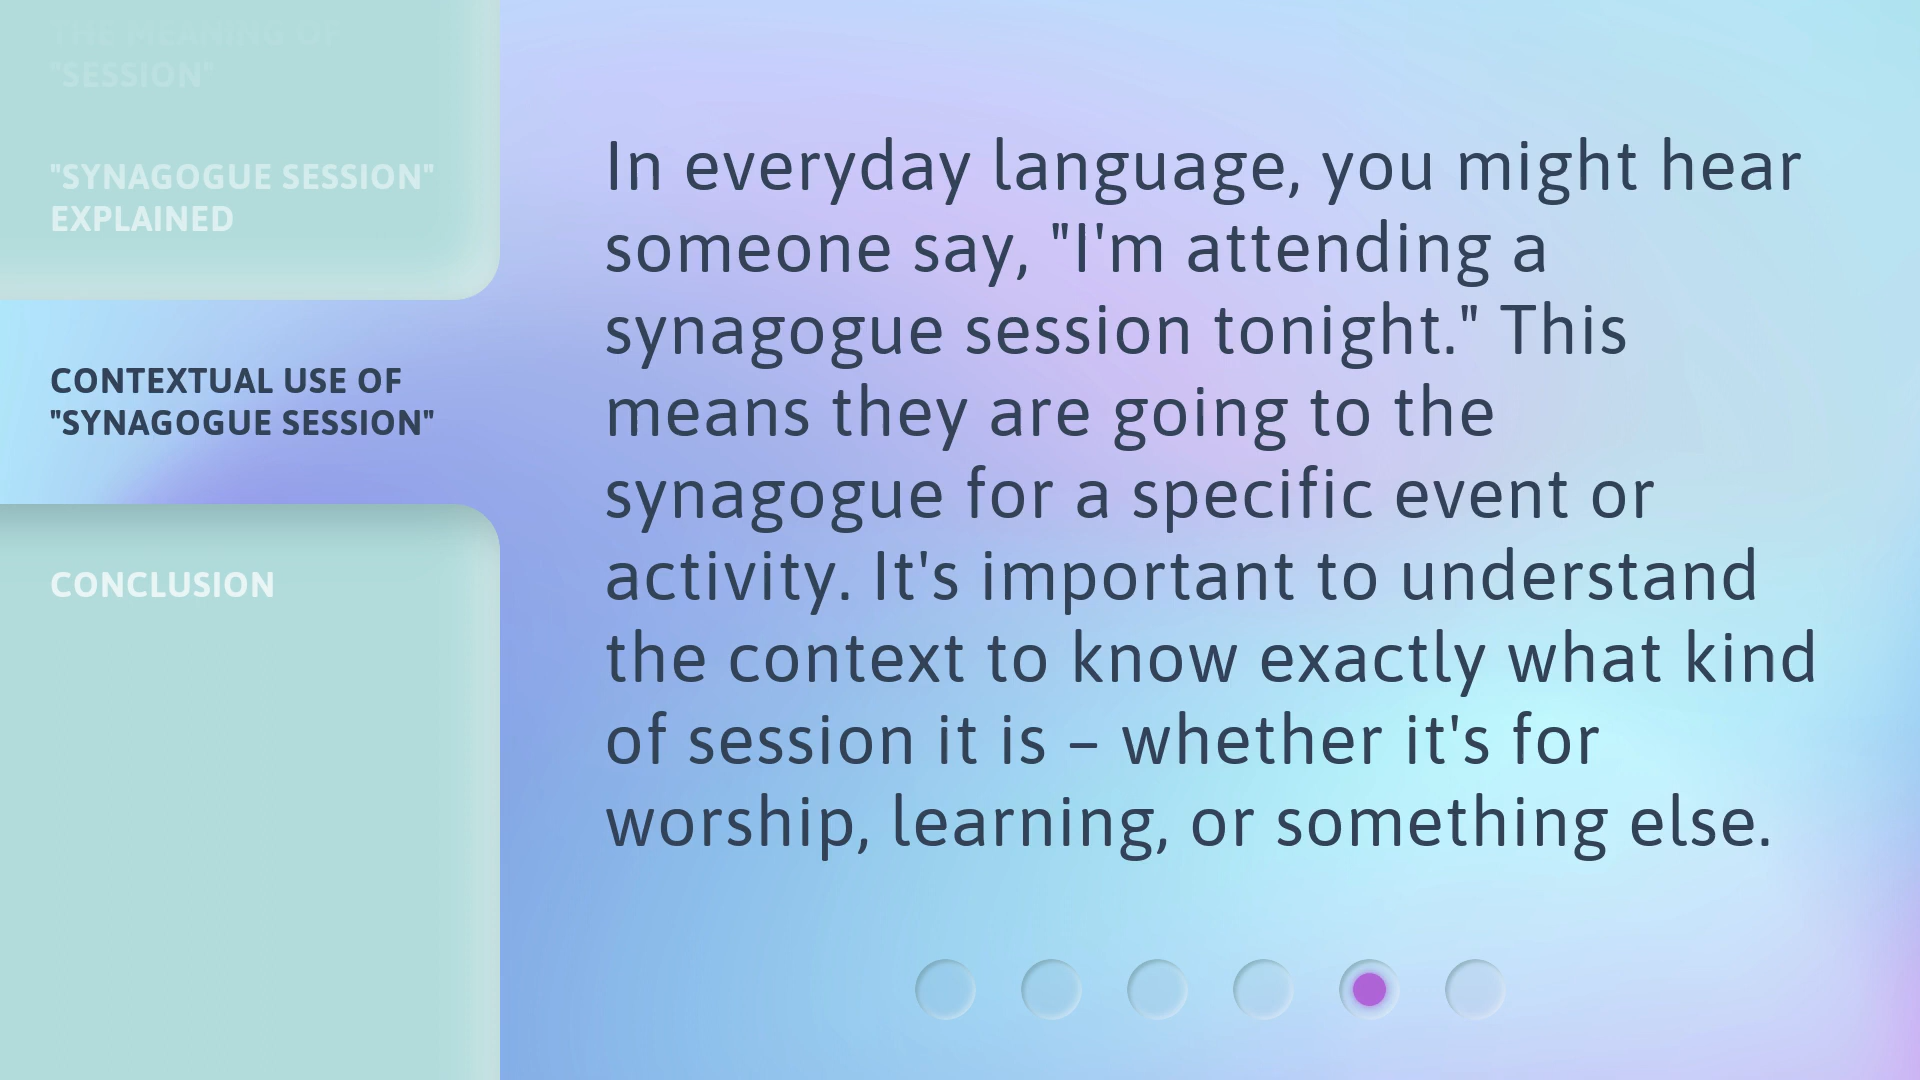 THE MEANING OF
"SESSION"
"SYNAGOGUE SESSION"
EXPLAINED
CONTEXTUAL USE OF
"SYNAGOGUE SESSION"
CONCLUSION
In everyday language, you might hear
someone say, "I'm attending a
synagogue session tonight." This
means they are going to the
synagogue for a specific event or
activity. It's important to understand
the context to know exactly what kind
of session it is – whether it's for
worship, learning, or something else.